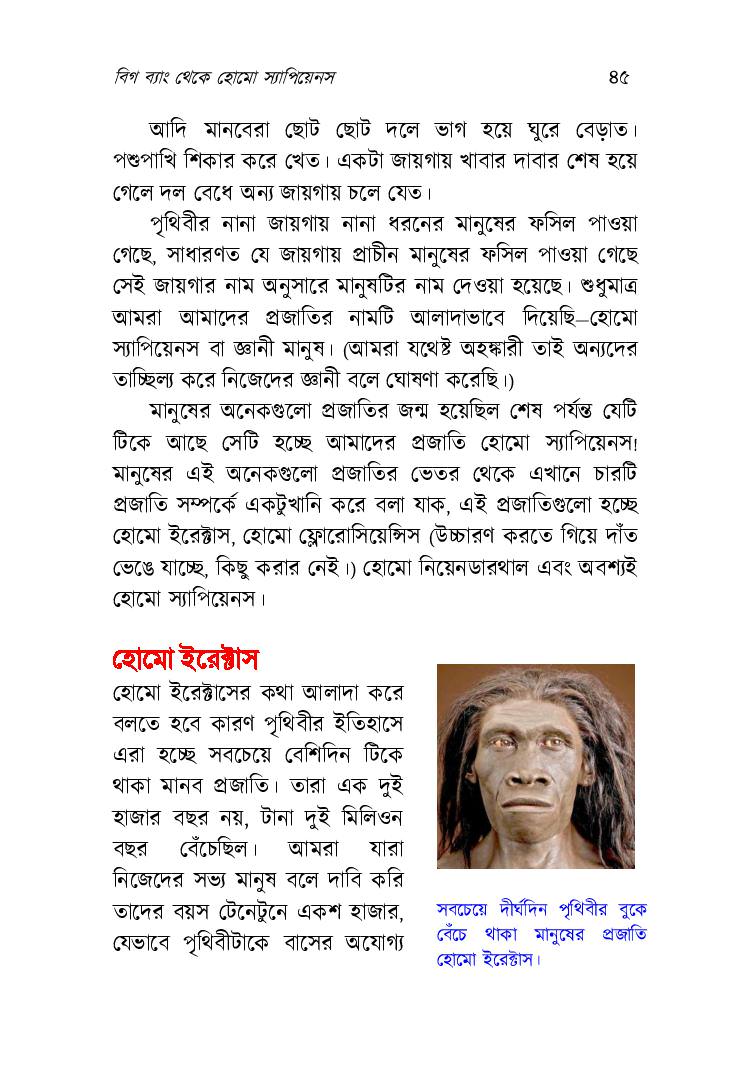 বিগ ব্যাং থেকে হোমো স্যাপিয়েনস ৪৫
আদি মানবেরা ছোট ছোট দলে ভাগ হয়ে ঘুরে বেড়াত।
পশুপাখি শিকার করে খেত। একটা জায়গায় খাবার দাবার শেষ হয়ে
গেলে দল বেধে অন্য জায়গায় চলে যেত।
পৃথিবীর নানা জায়গায় নানা ধরনের মানুষের ফসিল পাওয়া
গেছে, সাধারণত যে জায়গায় প্রাচীন মানুষের ফসিল পাওয়া গেছে
সেই জায়গার নাম অনুসারে মানুষটির নাম দেওয়া হয়েছে। শুধুমাত্র
আমরা আমাদের প্রজাতির নামটি আলাদাভাবে দিয়েছি–হোমো
স্যাপিয়েনস বা জ্ঞানী মানুষ। (আমরা যথেষ্ট অহঙ্কারী তাই অন্যদের
তাচ্ছিল্য করে নিজেদের জ্ঞানী বলে ঘোষণা করেছি।)
মানুষের অনেকগুলো প্রজাতির জন্ম হয়েছিল শেষ পর্যন্ত যেটি
টিকে আছে সেটি হচ্ছে আমাদের প্রজাতি হোমো স্যাপিয়েনস!
মানুষের এই অনেকগুলো প্রজাতির ভেতর থেকে এখানে চারটি
প্রজাতি সম্পর্কে একটুখানি করে বলা যাক, এই প্রজাতিগুলো হচ্ছে
হোমো ইরেক্টাস, হোমো ফ্লোরোসিয়েন্সিস (উচ্চারণ করতে গিয়ে দাঁত
ভেঙে যাচ্ছে, কিছু করার নেই।) হোমো নিয়েনডারথাল এবং অবশ্যই
হোমো স্যাপিয়েনস।
হোমো ইরেক্টাস
হোমো ইরেক্টাসের কথা আলাদা করে
বলতে হবে কারণ পৃথিবীর ইতিহাসে
এরা হচ্ছে সবচেয়ে বেশিদিন টিকে
থাকা মানব প্রজাতি। তারা এক দুই
হাজার বছর নয়, টানা দুই মিলিওন
বছর বেঁচেছিল। আমরা যারা
নিজেদের সভ্য মানুষ বলে দাবি করি
তাদের বয়স টেনেটুনে একশ হাজার,
যেভাবে পৃথিবীটাকে বাসের অযোগ্য
সবচেয়ে দীর্ঘদিন পৃথিবীর বুকে
বেঁচে থাকা মানুষের প্রজাতি
হোমো ইরেক্টাস।